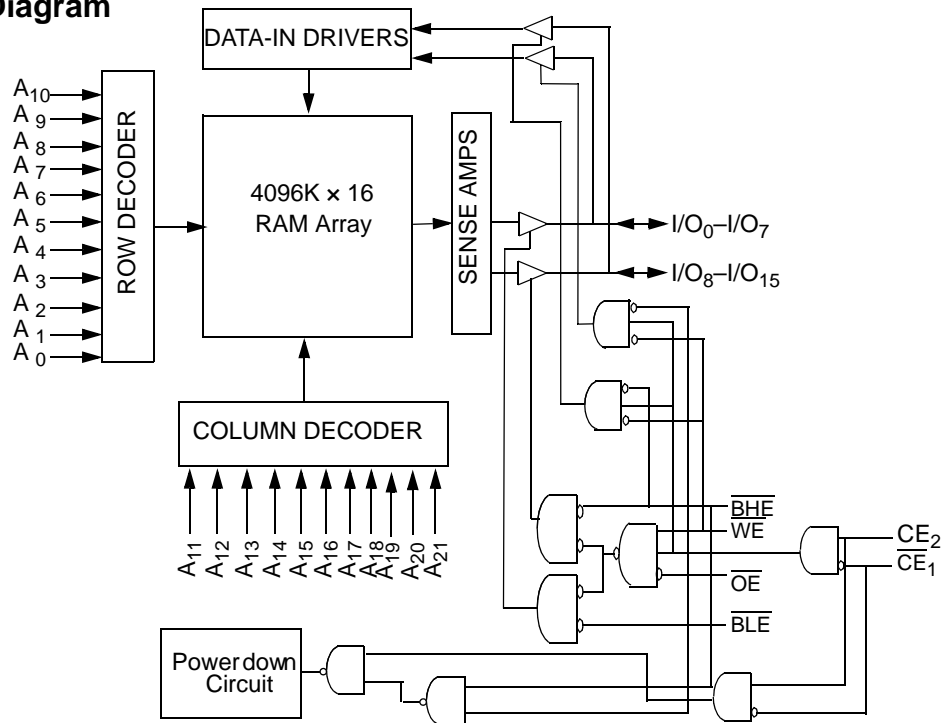 Diagram
DATA-IN DRIVERS
A10
A9
A8
A7
A6
A5
A4
A3
A2
A1
A0
ROW DECODER
4096K × 16
RAM Array
SENSE AMPS
I/O0–I/O7
I/O8–I/O15
COLUMN DECODER
A11
A12
A13
A14
A15
A16
A17
A18
A19
A20
A21
BHE
WE
OE
BLE
CE2
CE1
Power down
Circuit